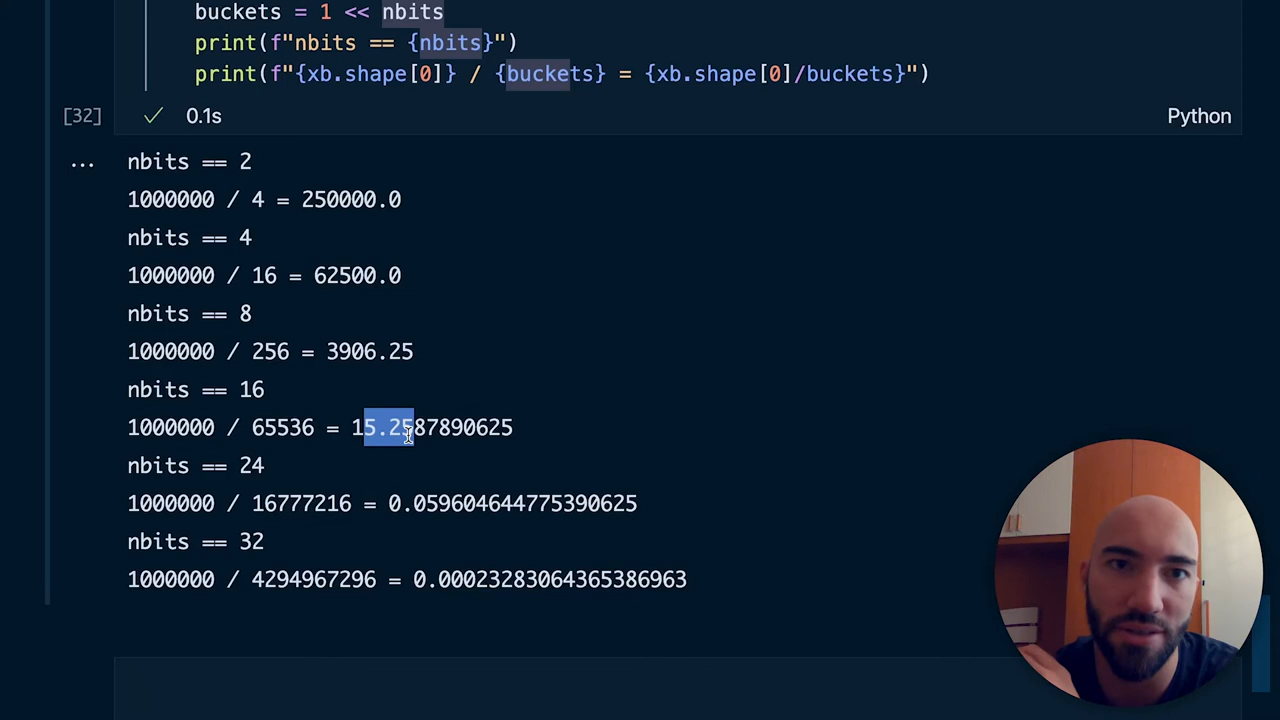 buckets = 1 << nbits
print(f"nbits == {nbits}")
print(f"{xb.shape[0]} / {buckets} = {xb.shape[0]/buckets}")
[32] ✓ 0.1s Python
... nbits == 2
1000000 / 4 = 250000.0
nbits == 4
1000000 / 16 = 62500.0
nbits == 8
1000000 / 256 = 3906.25
nbits == 16
1000000 / 65536 = 15.2587890625
nbits == 24
1000000 / 16777216 = 0.059604644775390625
nbits == 32
1000000 / 4294967296 = 0.00023283064365386963